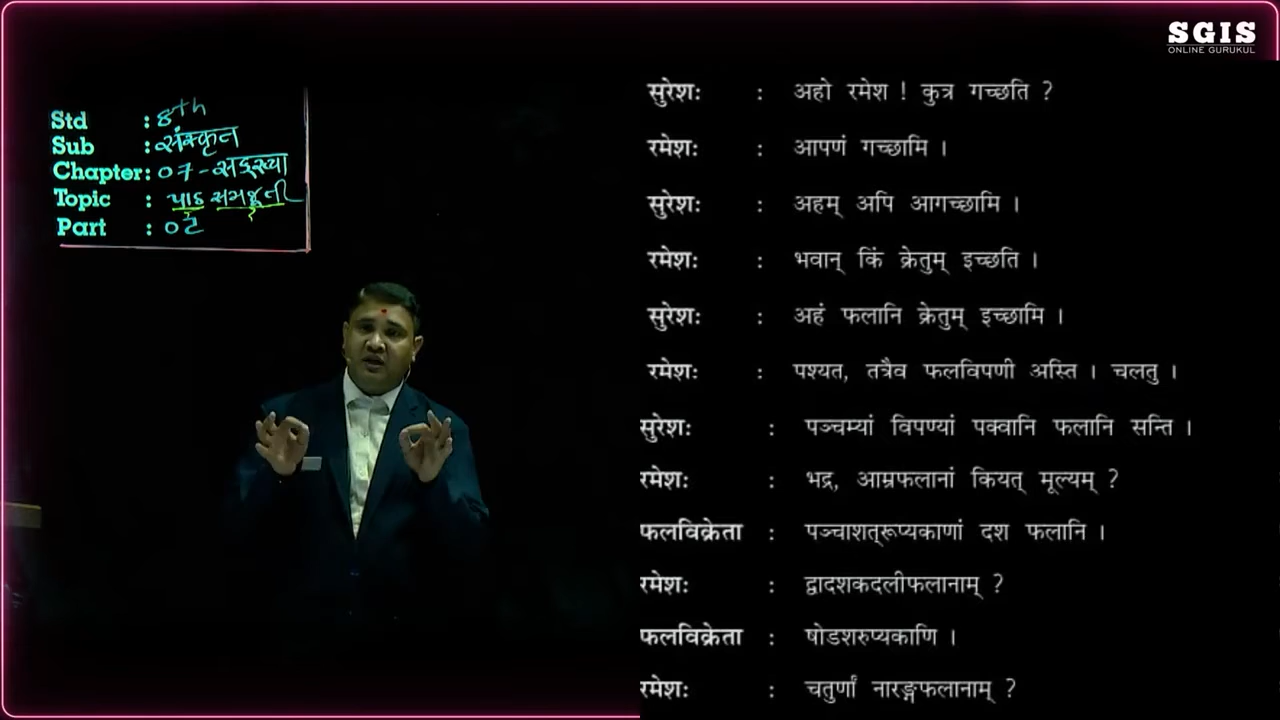 SGIS
ONLINE GURUKUL
Std : 8th
Sub : संस्कृत
Chapter : 07 - सङ्ख्या
Topic : પાઠ સમજૂતી
Part :
सुरेशः : अहो रमेश ! कुत्र गच्छति ?
रमेशः : आपणं गच्छामि ।
सुरेशः : अहम् अपि आगच्छामि ।
रमेशः : भवान् किं क्रेतुम् इच्छति ।
सुरेशः : अहं फलानि क्रेतुम् इच्छामि ।
रमेशः : पश्यत, तत्रैव फलविपणी अस्ति । चलतु ।
सुरेशः : पञ्चम्यां विपण्यां पक्वानि फलानि सन्ति ।
रमेशः : भद्र, आम्रफलानां कियत् मूल्यम् ?
फलविक्रेता : पञ्चाशत्‌रूप्यकाणां दश फलानि ।
रमेशः : द्वादशकदलीफलानाम् ?
फलविक्रेता : षोडशरुप्यकाणि ।
रमेशः : चतुर्णां नारङ्गफलानाम् ?